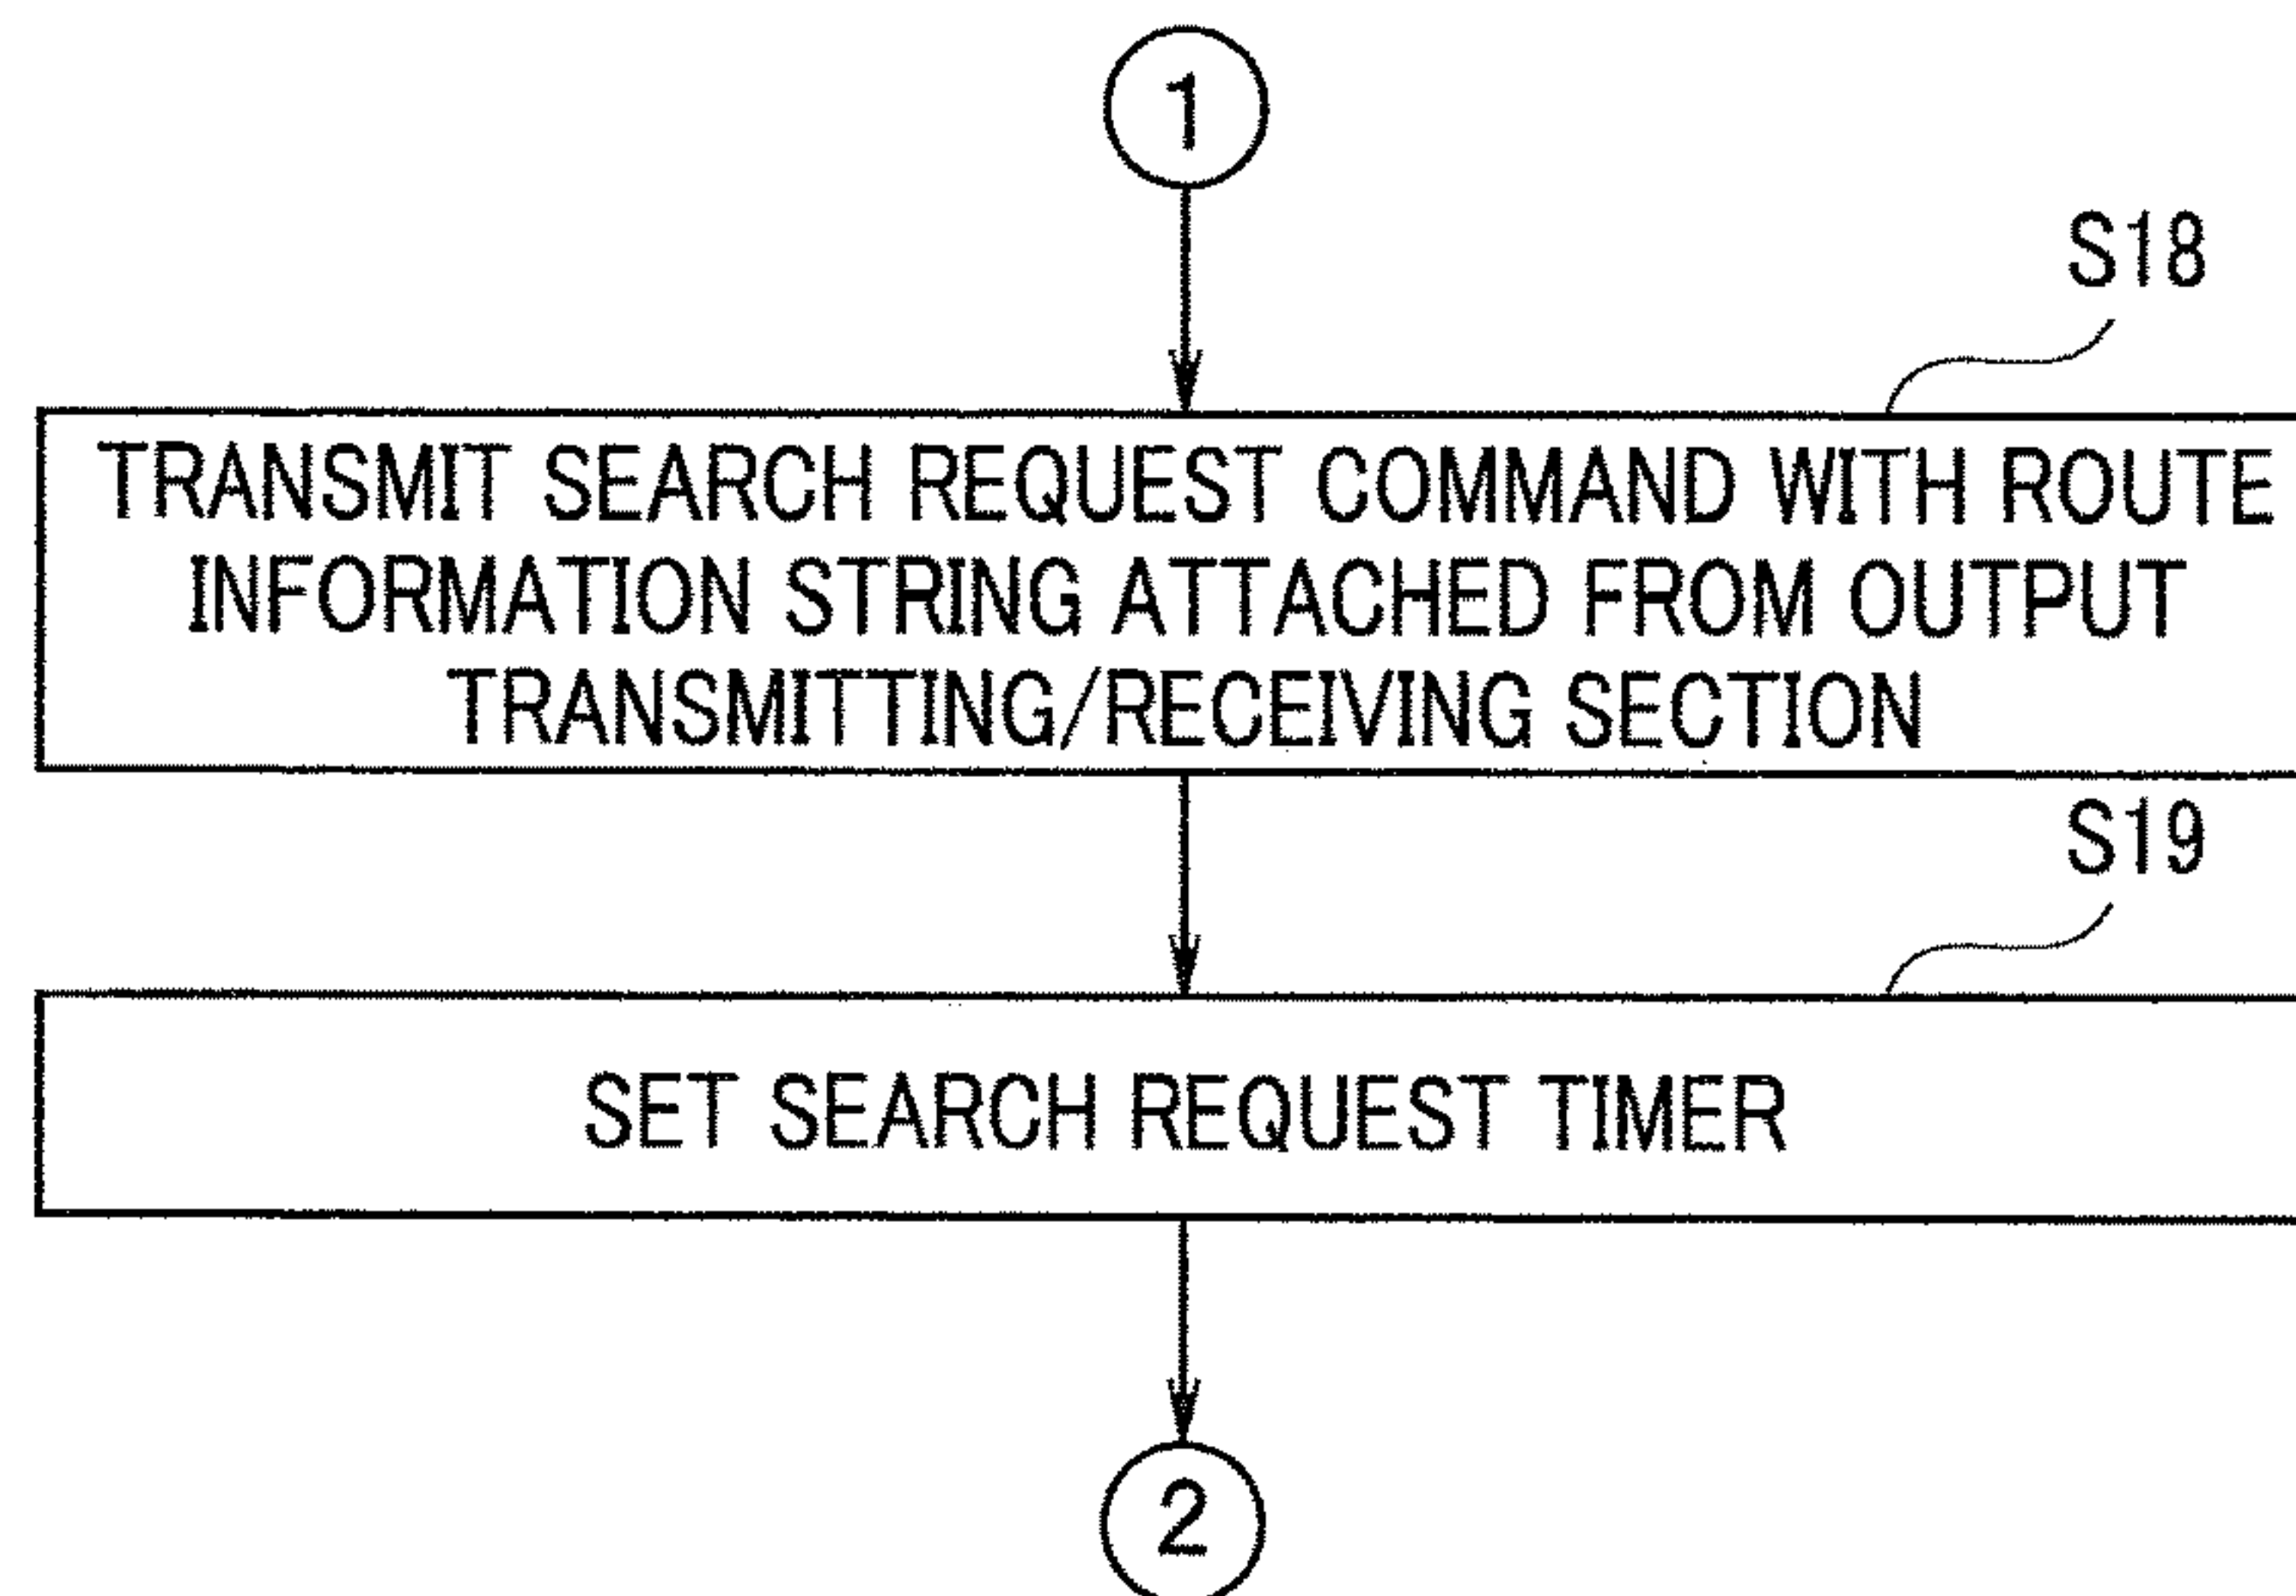 1
S18
TRANSMIT SEARCH REQUEST COMMAND WITH ROUTE
INFORMATION STRING ATTACHED FROM OUTPUT
TRANSMITTING/RECEIVING SECTION
S19
SET SEARCH REQUEST TIMER
2